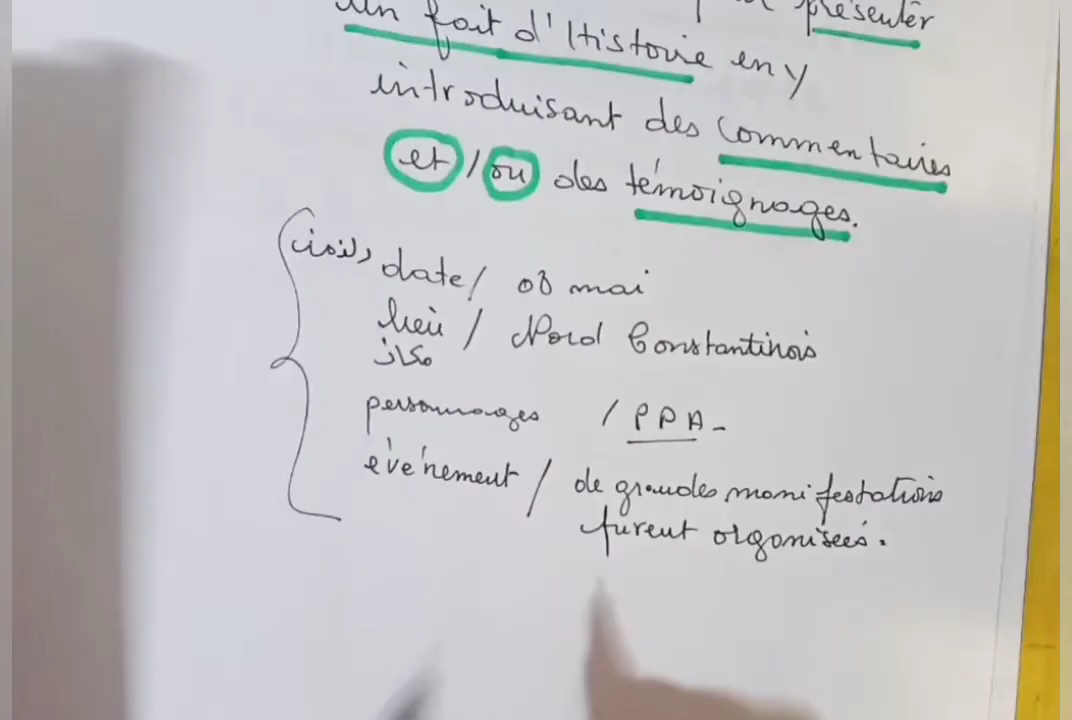 un fait d'Histoire en y présenter
introduisant des commentaires
et / ou des témoignages.
date / 08 mai
lieu / Nord Constantinois
مكان
personnages / PPA -
événement / de grandes manifestations
furent organisées.